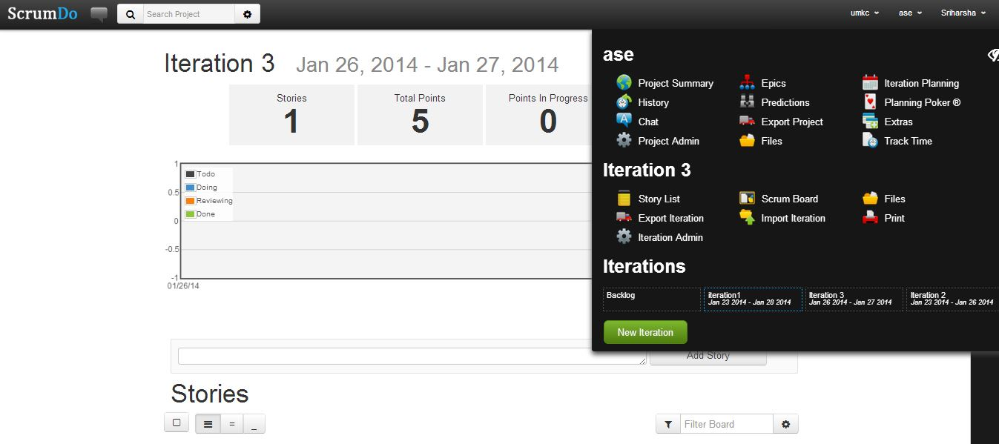 ScrumDo
Search Project
umkc
ase
Sriharsha
Iteration 3 Jan 26, 2014 - Jan 27, 2014
Stories
1
Total Points
5
Points In Progress
0
1
0.5
0
-0.5
-1
Todo
Doing
Reviewing
Done
01/26/14
ase
Project Summary
Epics
Iteration Planning
History
Predictions
Planning Poker ®
Chat
Export Project
Extras
Project Admin
Files
Track Time
Iteration 3
Story List
Scrum Board
Files
Export Iteration
Import Iteration
Print
Iteration Admin
Iterations
Backlog
iteration1
Jan 23 2014 - Jan 28 2014
Iteration 3
Jan 26 2014 - Jan 27 2014
Iteration 2
Jan 23 2014 - Jan 26 2014
New Iteration
Add Story
Stories
Filter Board